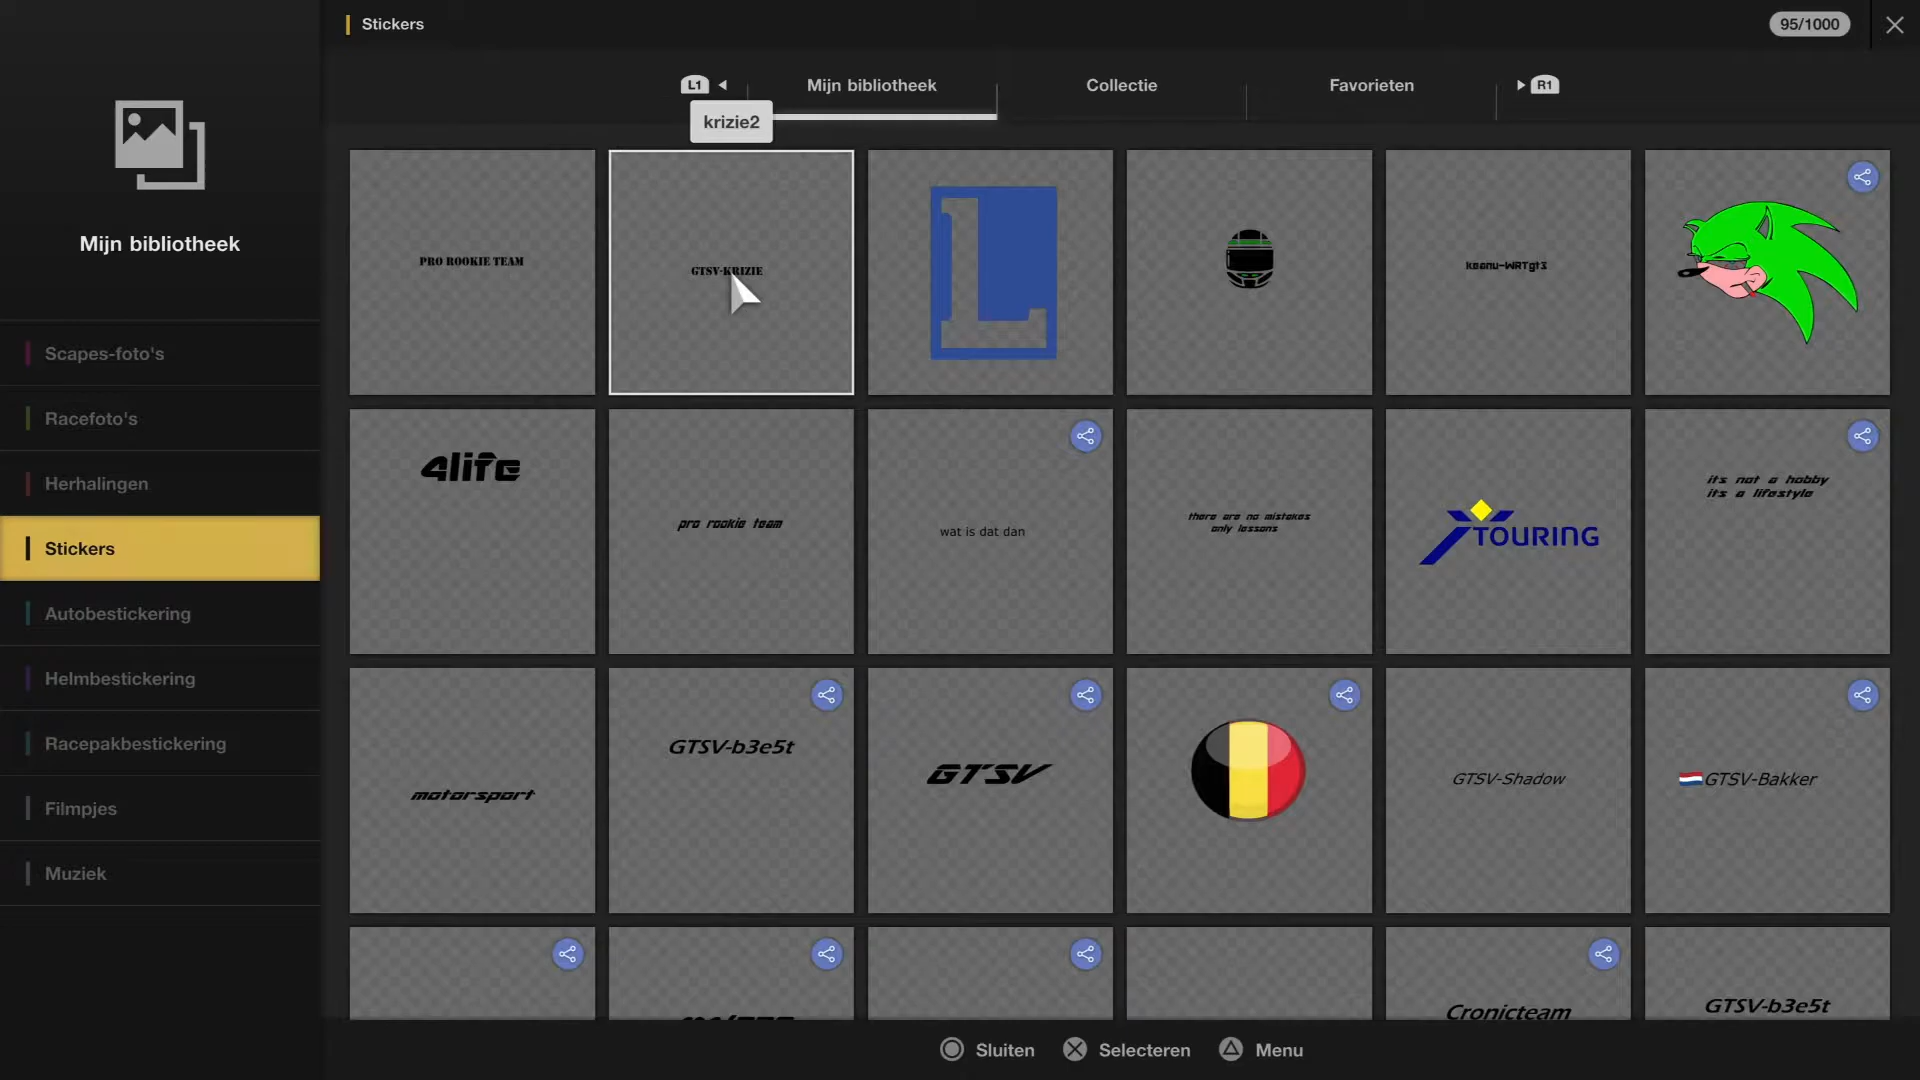 Stickers
95/1000
L1
Mijn bibliotheek
Collectie
Favorieten
R1
krizie2
Mijn bibliotheek
Scapes-foto's
Racefoto's
Herhalingen
Stickers
Autobestickering
Helmbestickering
Racepakbestickering
Filmpjes
Muziek
PRO ROOKIE TEAM
GTSV-KRIZIE
L
keanu-WRTgt3
4life
pro rookie team
wat is dat dan
there are no mistakes
only lessons
TOURING
its not a hobby
its a lifestyle
motorsport
GTSV-b3e5t
GTSV
GTSV-Shadow
GTSV-Bakker
Cronicteam
GTSV-b3e5t
Sluiten
Selecteren
Menu